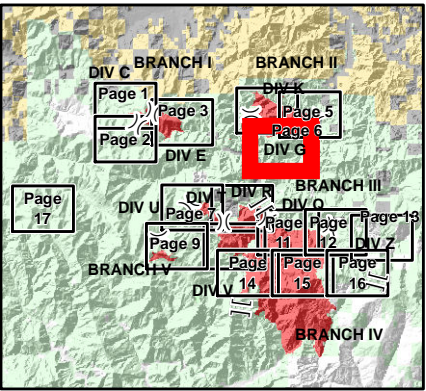 BRANCH I
BRANCH II
DIV C
DIV K
Page 1
Page 3
Page 5
Page 2
Page 6
DIV E
DIV G
BRANCH III
Page
17
DIV U
DIV R
DIV Q
Page 13
Page
11
Page
12
Page 9
DIV Z
BRANCH V
Page
14
Page
15
Page
16
DIV V
BRANCH IV